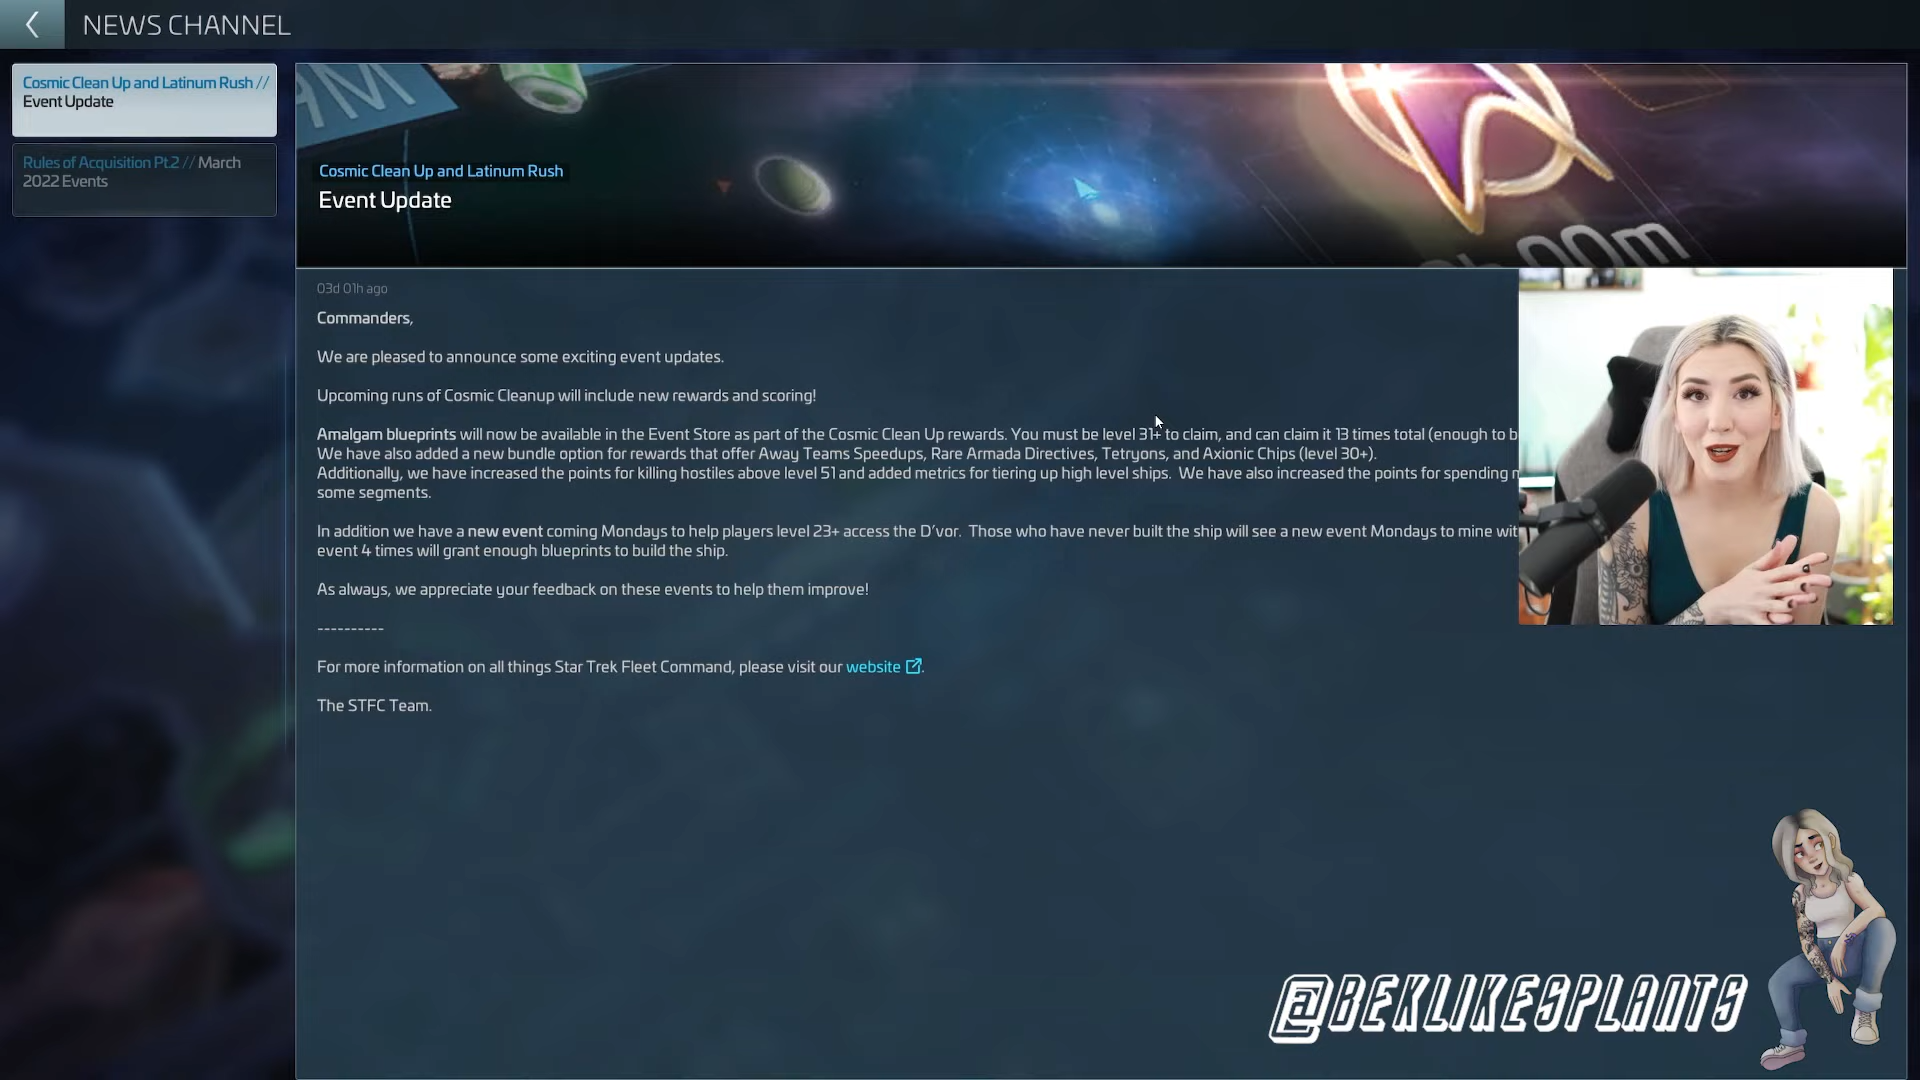 NEWS CHANNEL
Cosmic Clean Up and Latinum Rush //
Event Update
Rules of Acquisition Pt.2 // March
2022 Events
AM
00m
Cosmic Clean Up and Latinum Rush
Event Update
03d 01h ago
Commanders,
We are pleased to announce some exciting event updates.
Upcoming runs of Cosmic Cleanup will include new rewards and scoring!
Amalgam blueprints will now be available in the Event Store as part of the Cosmic Clean Up rewards. You must be level 31+ to claim, and can claim it 13 times total (enough to b
We have also added a new bundle option for rewards that offer Away Teams Speedups, Rare Armada Directives, Tetryons, and Axionic Chips (level 30+).
Additionally, we have increased the points for killing hostiles above level 51 and added metrics for tiering up high level ships. We have also increased the points for spending
some segments.
In addition we have a new event coming Mondays to help players level 23+ access the D'vor. Those who have never built the ship will see a new event Mondays to mine wit
event 4 times will grant enough blueprints to build the ship.
As always, we appreciate your feedback on these events to help them improve!
----------
For more information on all things Star Trek Fleet Command, please visit our website.
The STFC Team.
@BEKLIKESPLANTS